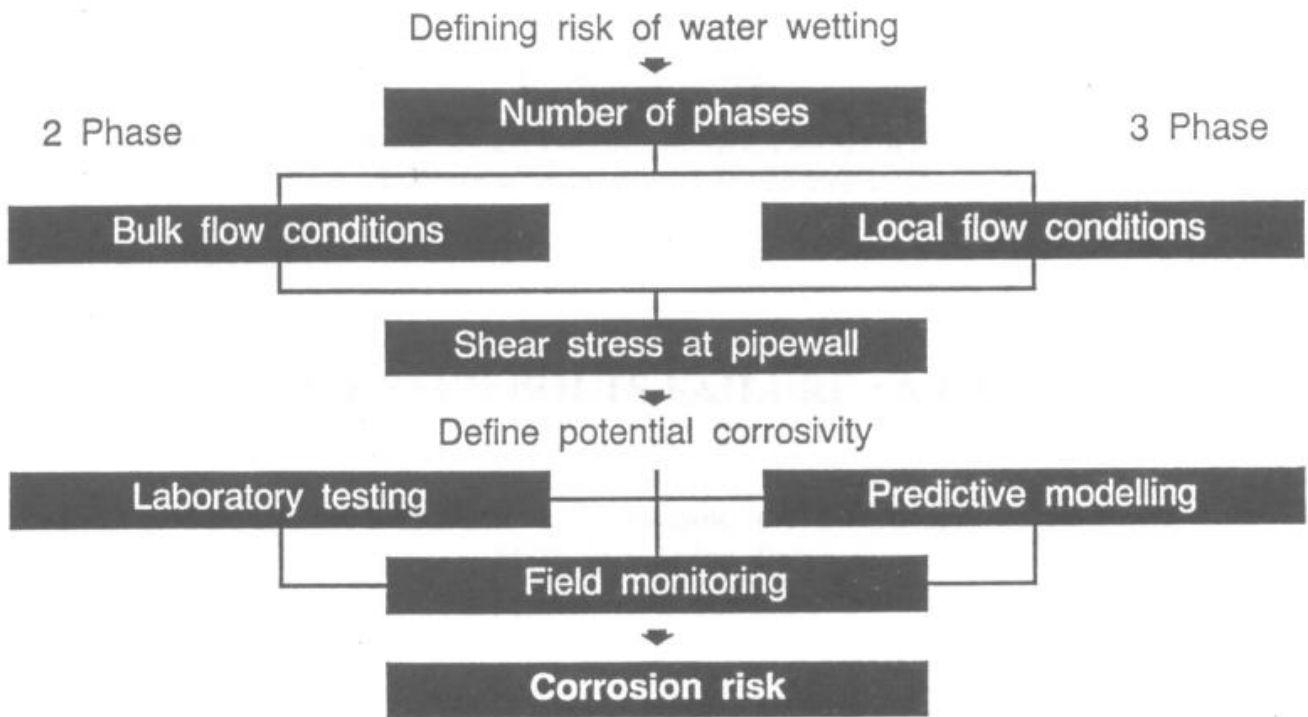 Defining risk of water wetting
Number of phases
2 Phase
3 Phase
Bulk flow conditions
Local flow conditions
Shear stress at pipewall
Define potential corrosivity
Laboratory testing
Predictive modelling
Field monitoring
Corrosion risk